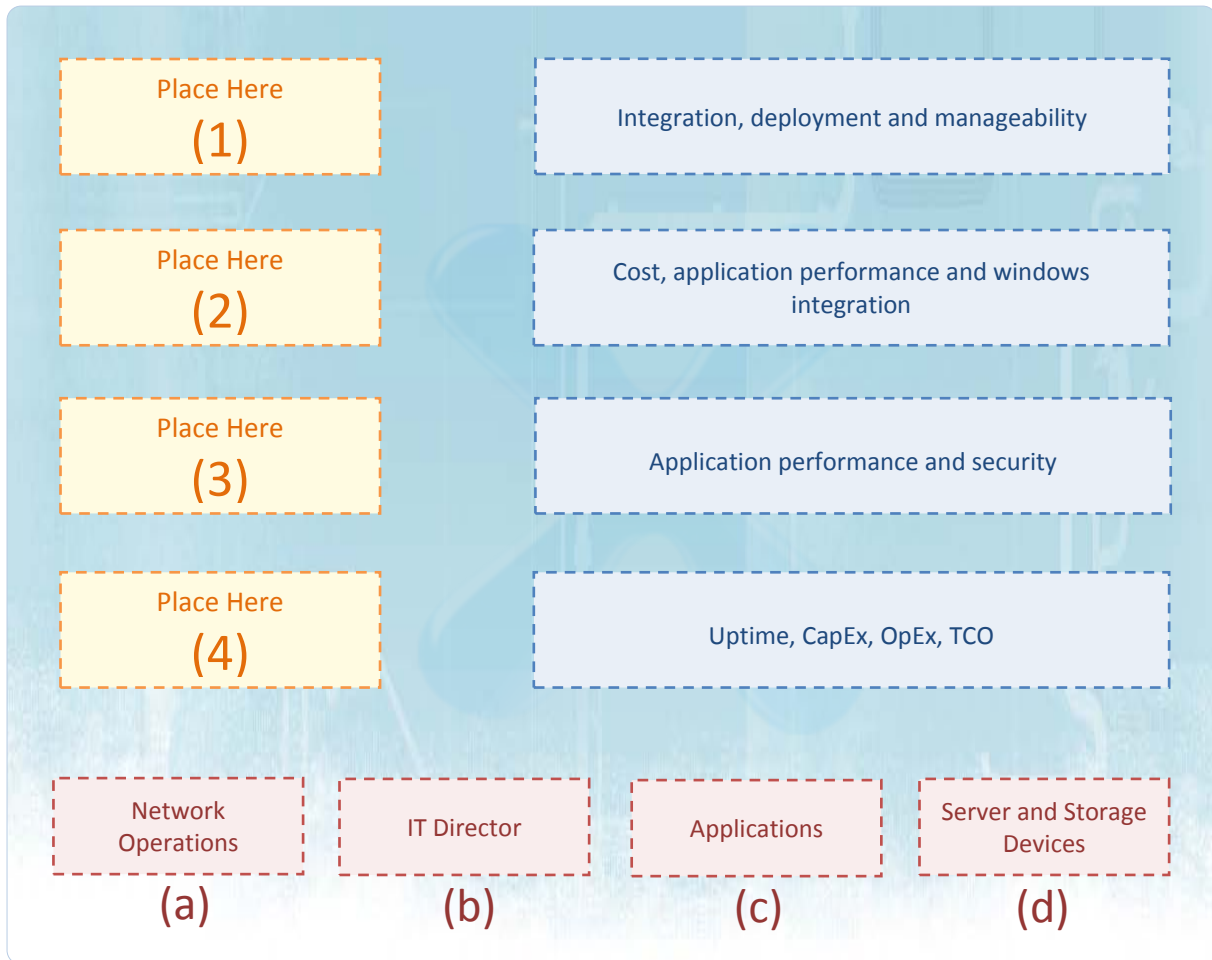 Place Here
(1)
Integration, deployment and manageability
Place Here
(2)
Cost, application performance and windows
integration
Place Here
(3)
Application performance and security
Place Here
(4)
Uptime, CapEx, OpEx, TCO
Network
Operations
(a)
IT Director
(b)
Applications
(c)
Server and Storage
Devices
(d)